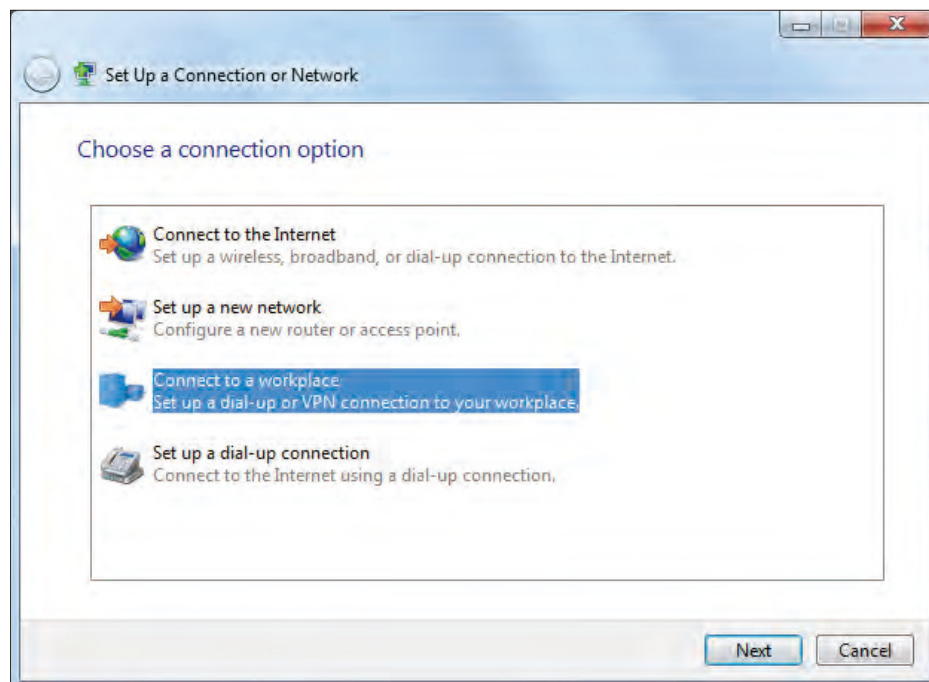 Set Up a Connection or Network
Choose a connection option
Connect to the Internet
Set up a wireless, broadband, or dial-up connection to the Internet.
Set up a new network
Configure a new router or access point.
Connect to a workplace
Set up a dial-up or VPN connection to your workplace.
Set up a dial-up connection
Connect to the Internet using a dial-up connection.
Next Cancel